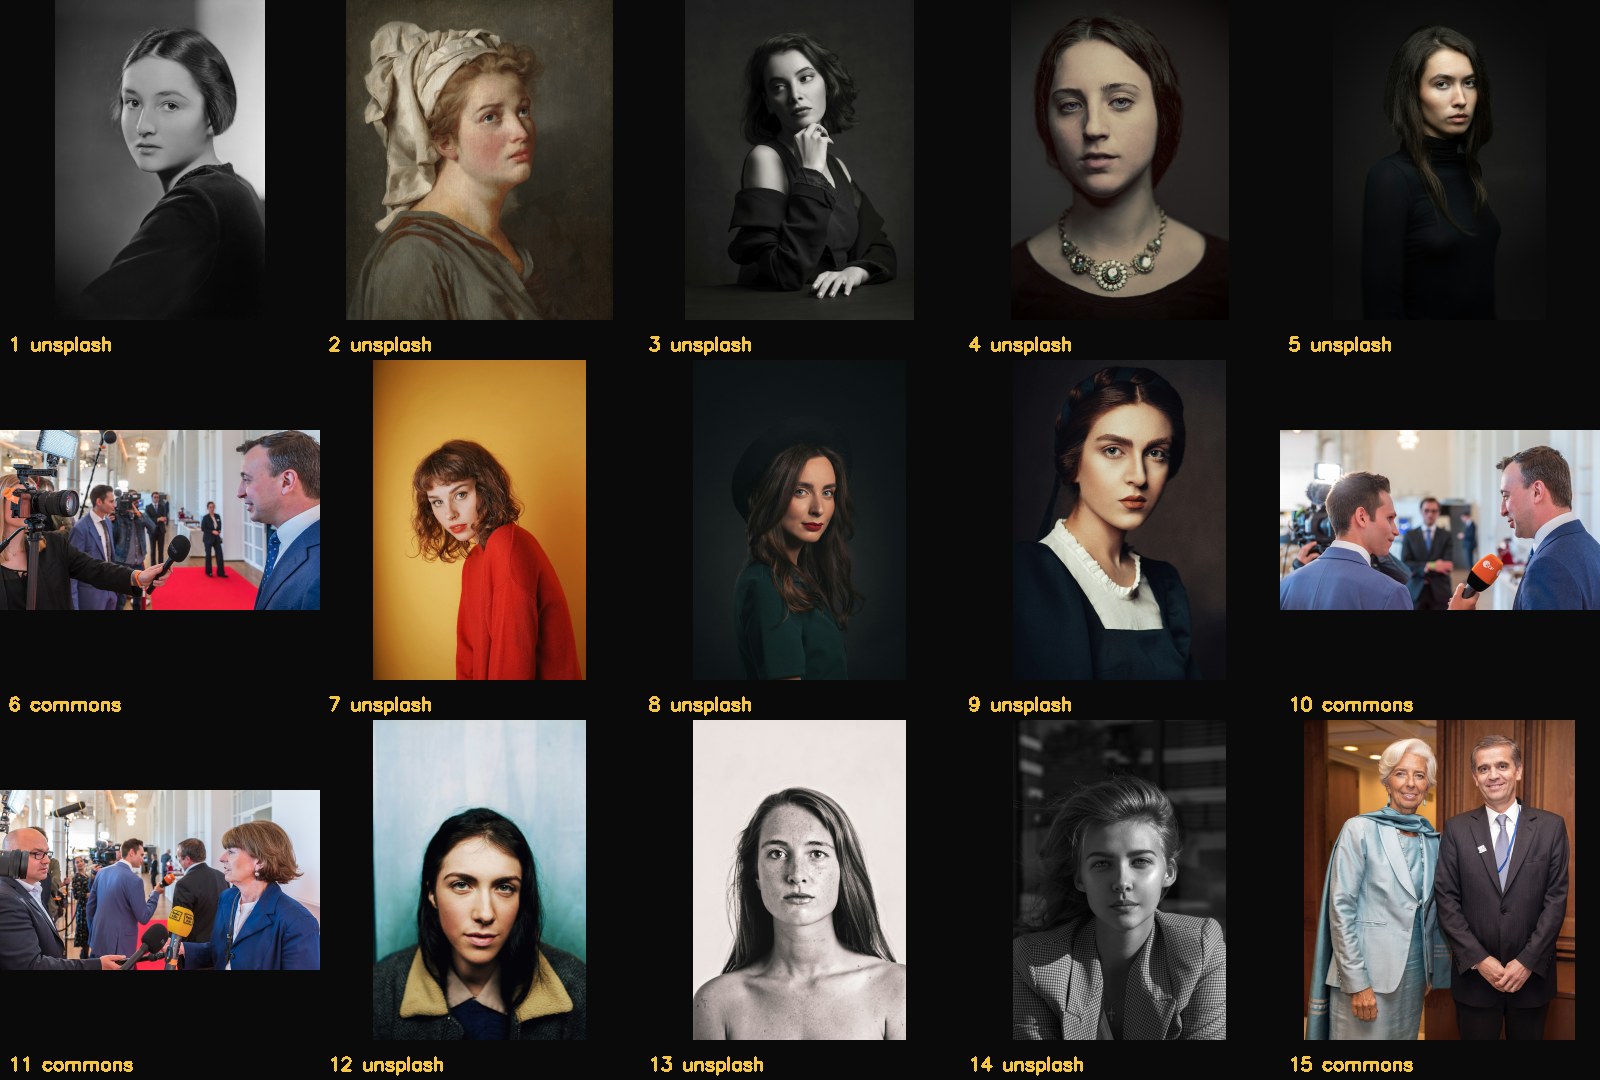 1 unsplash
2 unsplash
3 unsplash
4 unsplash
5 unsplash
6 commons
7 unsplash
8 unsplash
9 unsplash
10 commons
11 commons
12 unsplash
13 unsplash
14 unsplash
15 commons